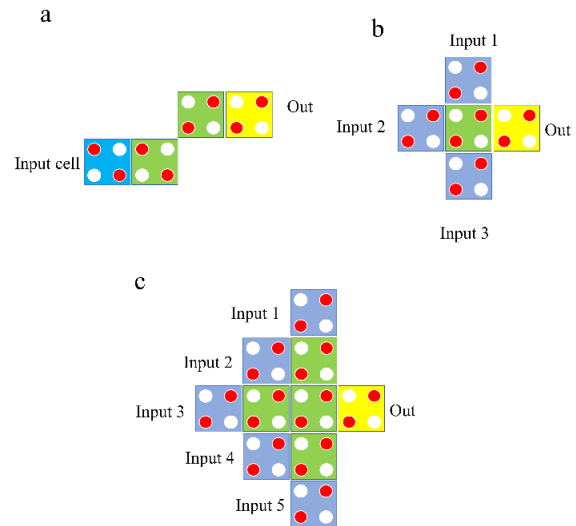 a
Out
Input cell
b
Input 1
Input 2
Out
Input 3
c
Input 1
Input 2
Input 3
Out
Input 4
Input 5